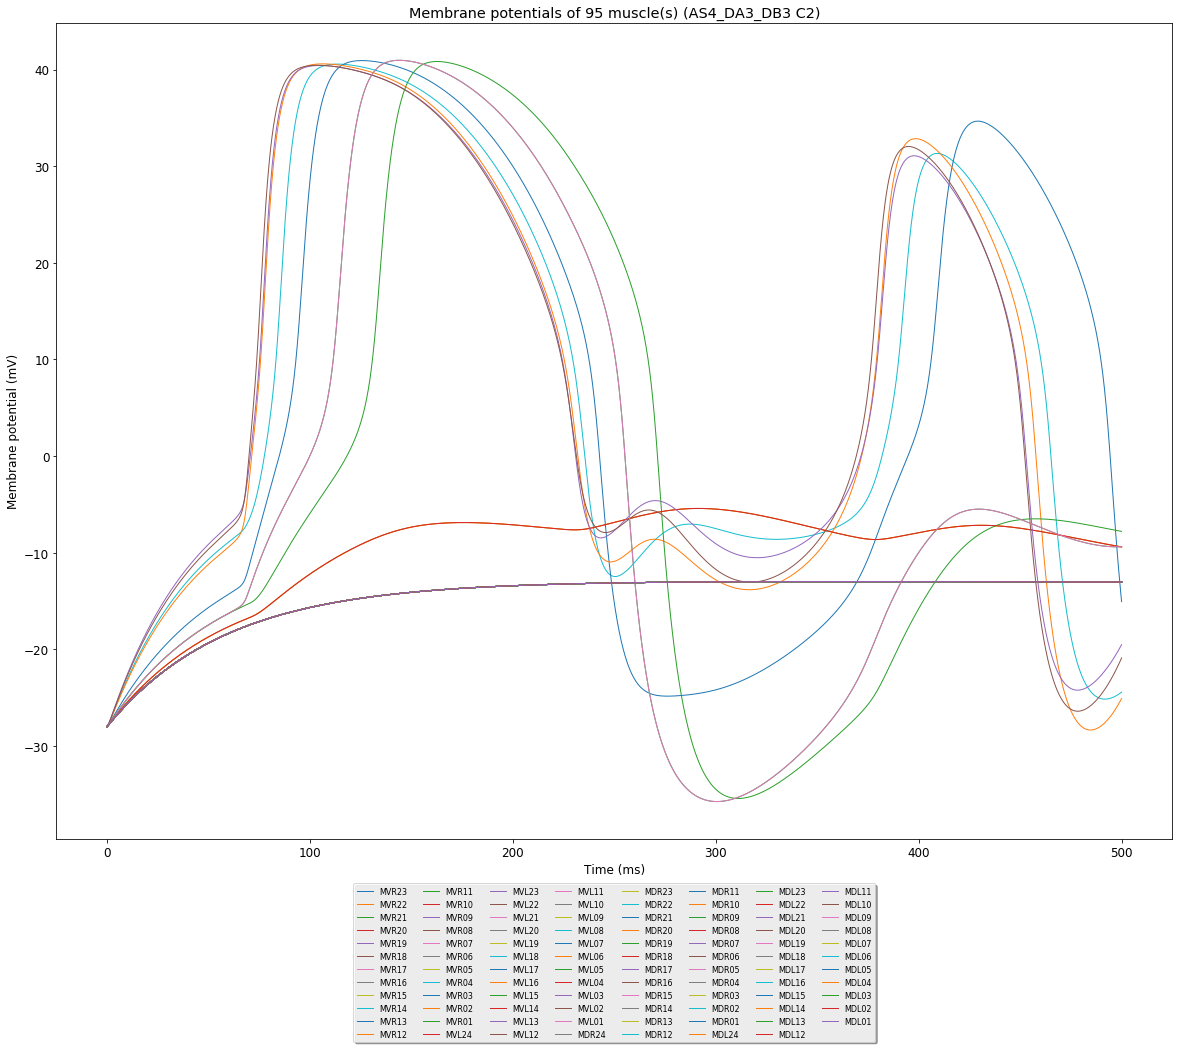 Membrane potentials of 95 muscle(s) (AS4_DA3_DB3 C2)
Membrane potential (mV)
40
30
20
10
0
−10
−20
−30
0 100 200 300 400 500
Time (ms)
MVR23 MVR11 MVL23 MVL11 MDR23 MDR11 MDL23 MDL11
MVR22 MVR10 MVL22 MVL10 MDR22 MDR10 MDL22 MDL10
MVR21 MVR09 MVL21 MVL09 MDR21 MDR09 MDL21 MDL09
MVR20 MVR08 MVL20 MVL08 MDR20 MDR08 MDL20 MDL08
MVR19 MVR07 MVL19 MVL07 MDR19 MDR07 MDL19 MDL07
MVR18 MVR06 MVL18 MVL06 MDR18 MDR06 MDL18 MDL06
MVR17 MVR05 MVL17 MVL05 MDR17 MDR05 MDL17 MDL05
MVR16 MVR04 MVL16 MVL04 MDR16 MDR04 MDL16 MDL04
MVR15 MVR03 MVL15 MVL03 MDR15 MDR03 MDL15 MDL03
MVR14 MVR02 MVL14 MVL02 MDR14 MDR02 MDL14 MDL02
MVR13 MVR01 MVL13 MVL01 MDR13 MDR01 MDL13 MDL01
MVR12 MVL24 MVL12 MDR24 MDR12 MDL24 MDL12